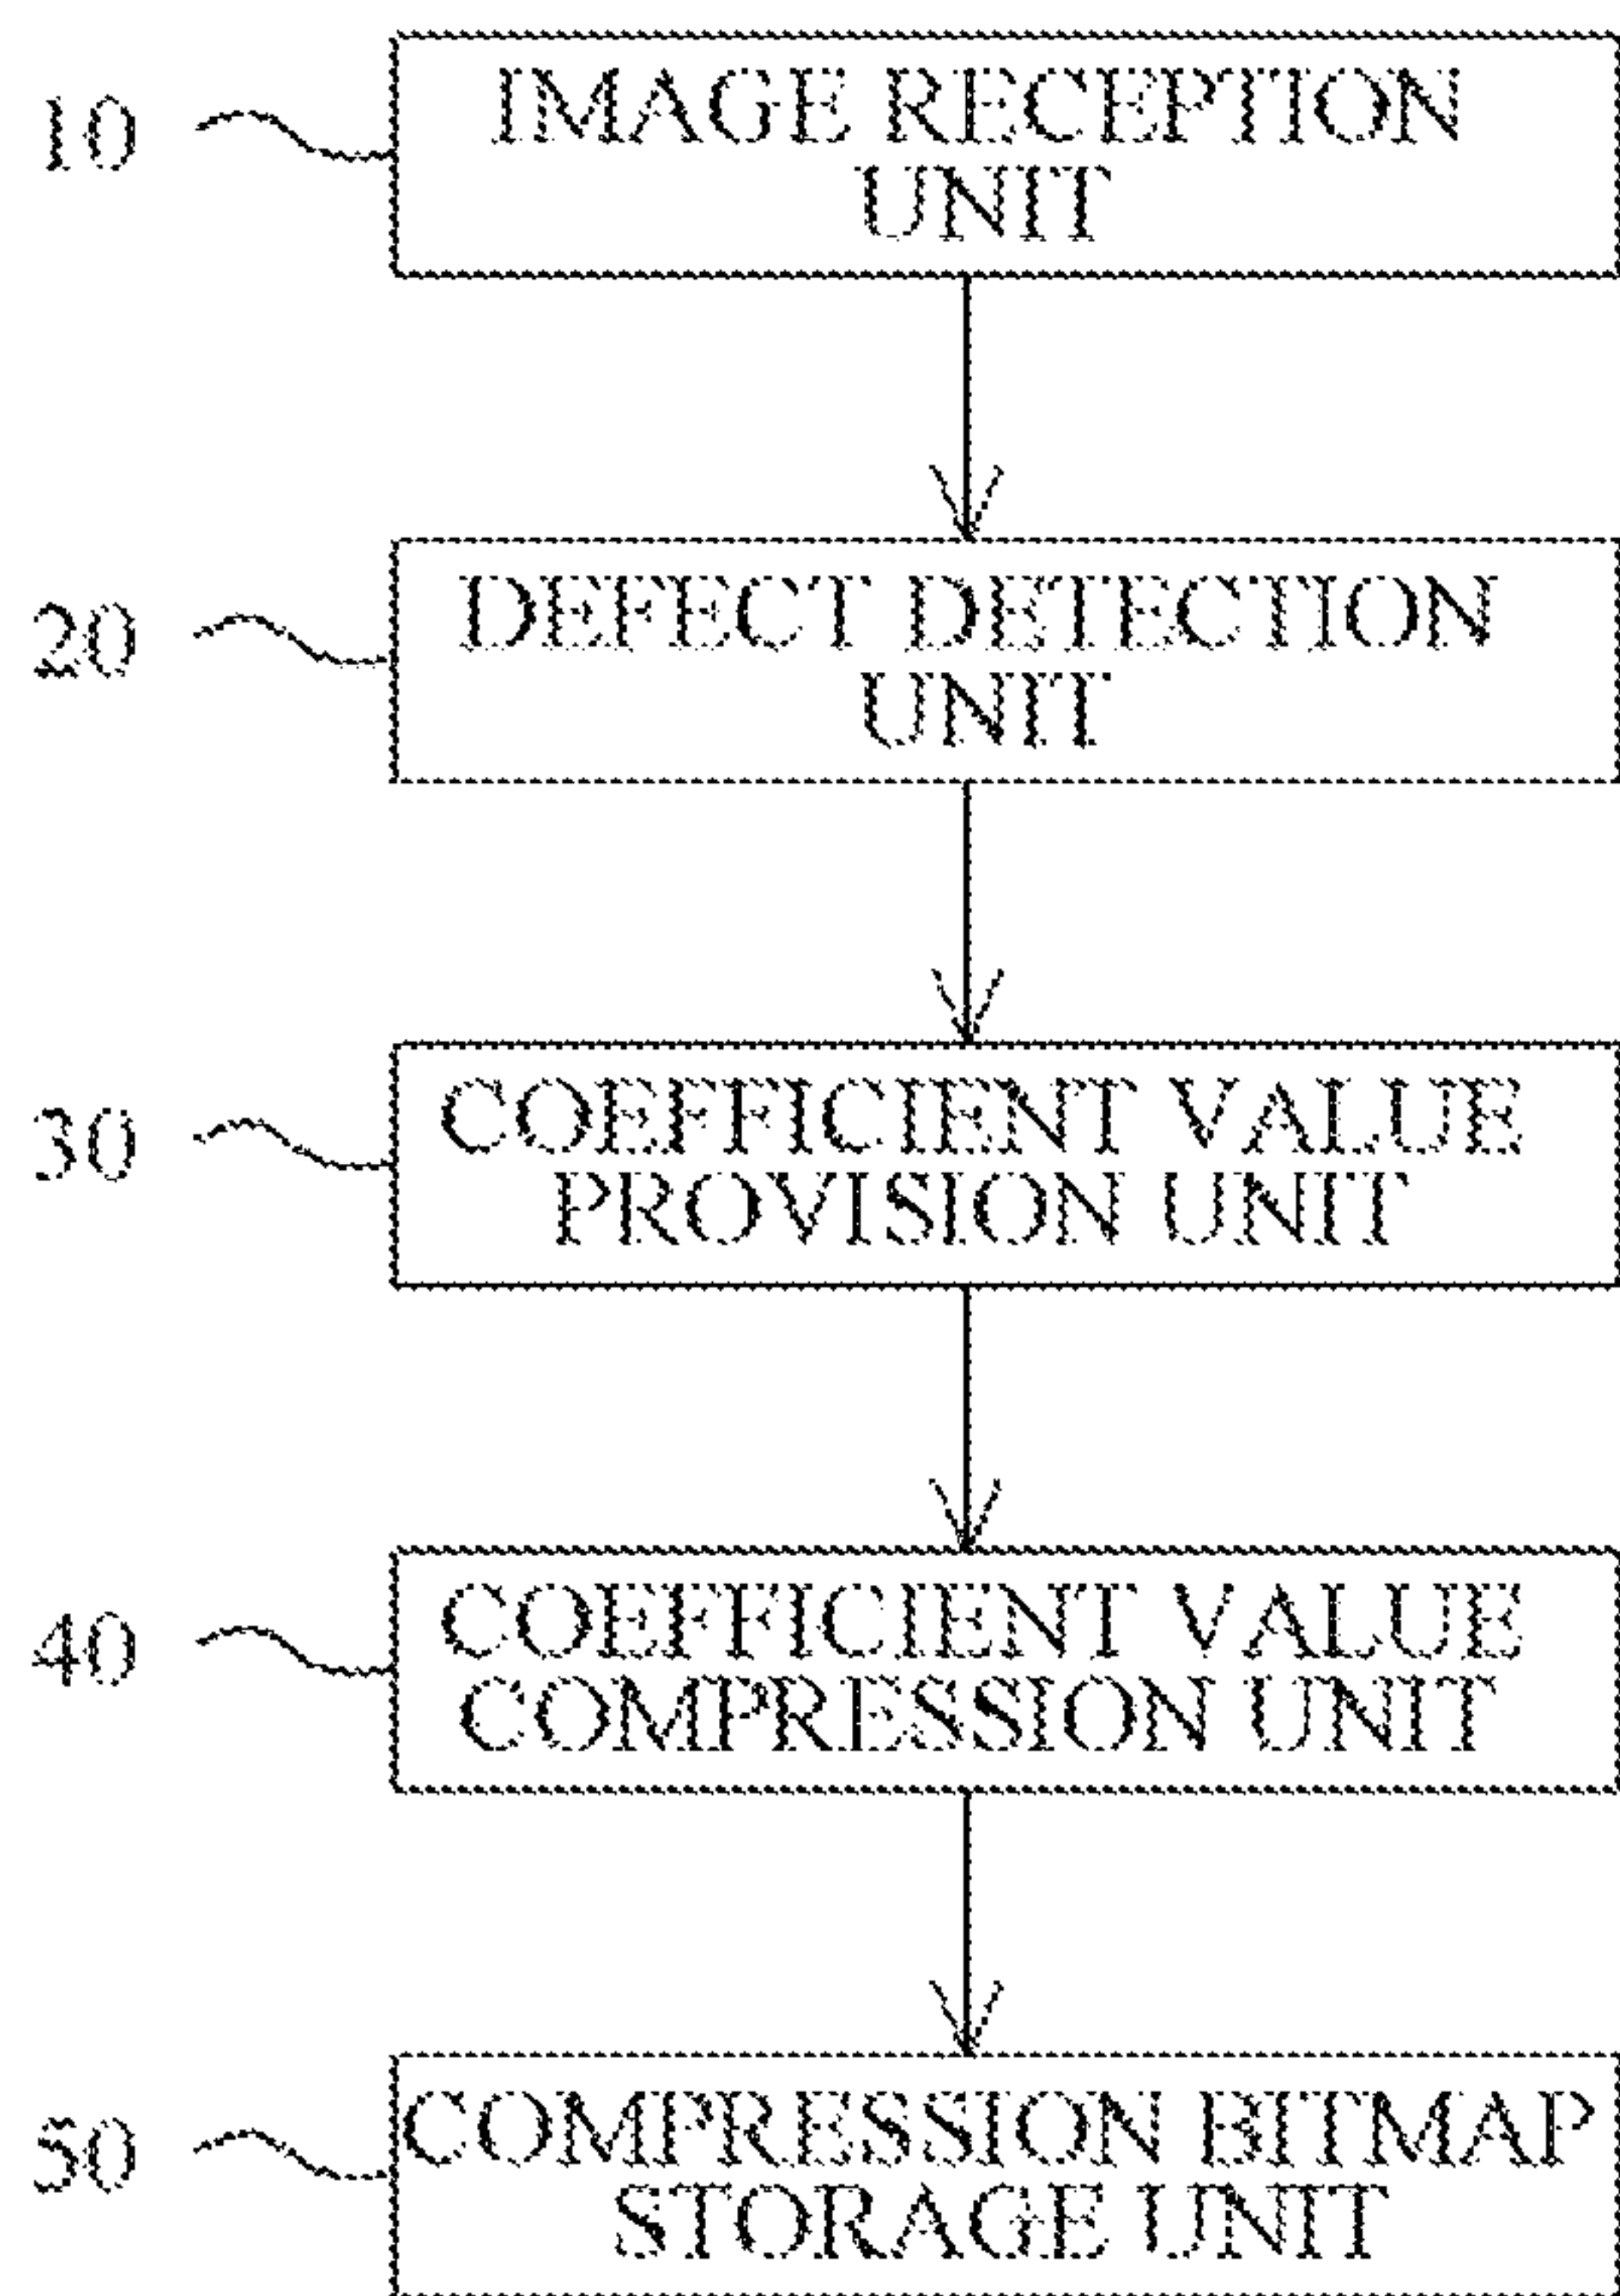 10
IMAGE RECEPTION
UNIT
20
DEFECT DETECTION
UNIT
30
COEFFICIENT VALUE
PROVISION UNIT
40
COEFFICIENT VALUE
COMPRESSION UNIT
50
COMPRESSION BITMAP
STORAGE UNIT